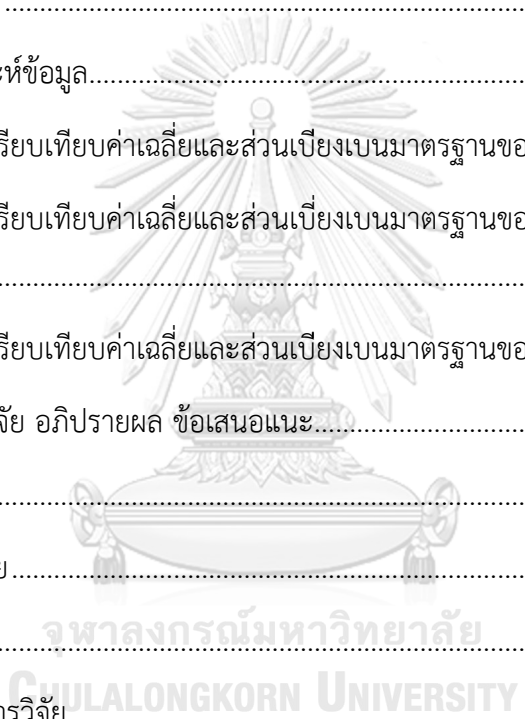 ................................................
ะห์ข้อมูล................................................
รียบเทียบค่าเฉลี่ยและส่วนเบี่ยงเบนมาตรฐานขอ
รียบเทียบค่าเฉลี่ยและส่วนเบี่ยงเบนมาตรฐานขอ
................................................
รียบเทียบค่าเฉลี่ยและส่วนเบี่ยงเบนมาตรฐานขอ
จัย อภิปรายผล ข้อเสนอแนะ................................
................................................
ย................................................
จุฬาลงกรณ์มหาวิทยาลัย
................................................
CHULALONGKORN UNIVERSITY
ารวิจัย